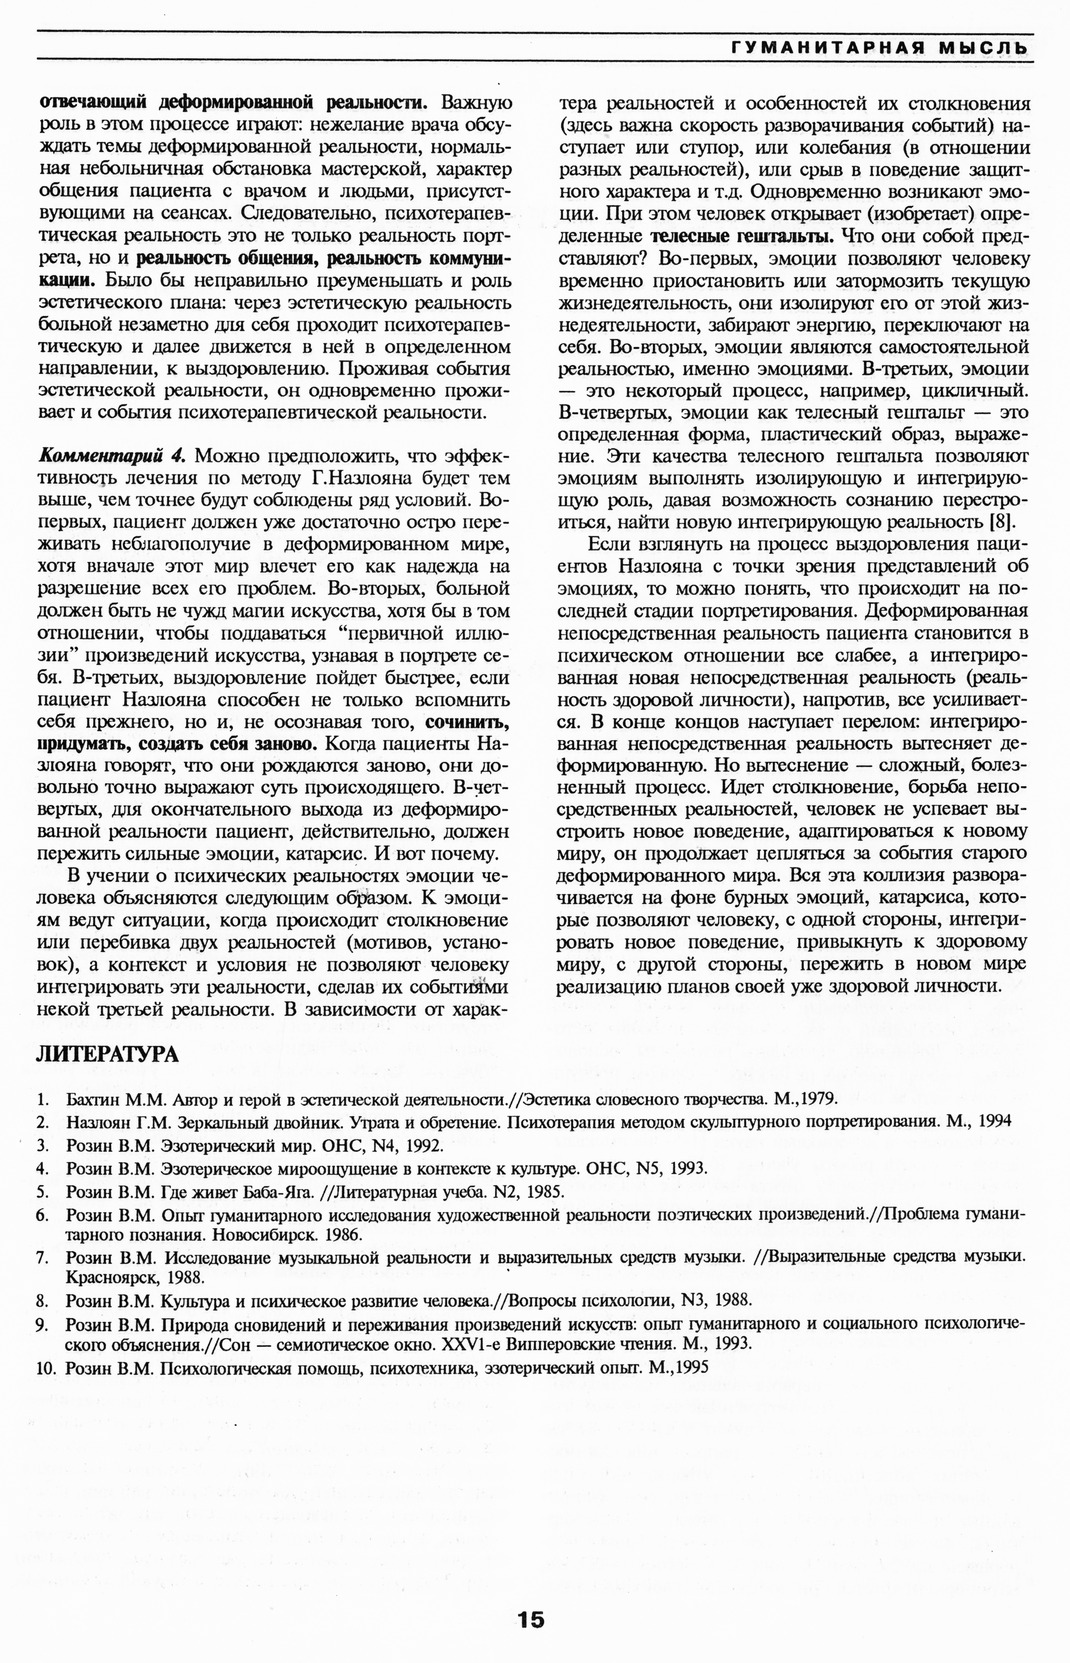 ГУМАНИТАРНАЯ МЫСЛЬ
отвечающий деформированной реальности. Важную
роль в этом процессе играют: нежелание врача обсу-
ждать темы деформированной реальности, нормаль-
ная небольничная обстановка мастерской, характер
общения пациента с врачом и людьми, присутст-
вующими на сеансах. Следовательно, психотерапев-
тическая реальность это не только реальность порт-
рета, но и реальность общения, реальность коммуни-
кации. Было бы неправильно преуменьшать и роль
эстетического плана: через эстетическую реальность
больной незаметно для себя проходит психотерапев-
тическую и далее движется в ней в определенном
направлении, к выздоровлению. Проживая события
эстетической реальности, он одновременно прожи-
вает и события психотерапевтической реальности.
Комментарий 4. Можно предположить, что эффек-
тивность лечения по методу Г.Назлояна будет тем
выше, чем точнее будут соблюдены ряд условий. Во-
первых, пациент должен уже достаточно остро пере-
живать неблагополучие в деформированном мире,
хотя вначале этот мир влечет его как надежда на
разрешение всех его проблем. Во-вторых, больной
должен быть не чужд магии искусства, хотя бы в том
отношении, чтобы поддаваться “первичной иллю-
зии” произведений искусства, узнавая в портрете се-
бя. В-третьих, выздоровление пойдет быстрее, если
пациент Назлояна способен не только вспомнить
себя прежнего, но и, не осознавая того, сочинить,
придумать, создать себя заново. Когда пациенты На-
злояна говорят, что они рождаются заново, они до-
вольно точно выражают суть происходящего. В-чет-
вертых, для окончательного выхода из деформиро-
ванной реальности пациент, действительно, должен
пережить сильные эмоции, катарсис. И вот почему.
В учении о психических реальностях эмоции че-
ловека объясняются следующим образом. К эмоци-
ям ведут ситуации, когда происходит столкновение
или перебивка двух реальностей (мотивов, устано-
вок), а контекст и условия не позволяют человеку
интегрировать эти реальности, сделав их событиями
некой третьей реальности. В зависимости от харак-
тера реальностей и особенностей их столкновения
(здесь важна скорость разворачивания событий) на-
ступает или ступор, или колебания (в отношении
разных реальностей), или срыв в поведение защит-
ного характера и т.д. Одновременно возникают эмо-
ции. При этом человек открывает (изобретает) опре-
деленные телесные гештальты. Что они собой пред-
ставляют? Во-первых, эмоции позволяют человеку
временно приостановить или затормозить текущую
жизнедеятельность, они изолируют его от этой жиз-
недеятельности, забирают энергию, переключают на
себя. Во-вторых, эмоции являются самостоятельной
реальностью, именно эмоциями. В-третьих, эмоции
— это некоторый процесс, например, цикличный.
В-четвертых, эмоции как телесный гештальт — это
определенная форма, пластический образ, выраже-
ние. Эти качества телесного гештальта позволяют
эмоциям выполнять изолирующую и интегрирую-
щую роль, давая возможность сознанию перестро-
иться, найти новую интегрирующую реальность [8].
Если взглянуть на процесс выздоровления паци-
ентов Назлояна с точки зрения представлений об
эмоциях, то можно понять, что происходит на по-
следней стадии портретирования. Деформированная
непосредственная реальность пациента становится в
психическом отношении все слабее, а интегриро-
ванная новая непосредственная реальность (реаль-
ность здоровой личности), напротив, все усиливает-
ся. В конце концов наступает перелом: интегриро-
ванная непосредственная реальность вытесняет де-
формированную. Но вытеснение — сложный, болез-
ненный процесс. Идет столкновение, борьба непо-
средственных реальностей, человек не успевает вы-
строить новое поведение, адаптироваться к новому
миру, он продолжает цепляться за события старого
деформированного мира. Вся эта коллизия развора-
чивается на фоне бурных эмоций, катарсиса, кото-
рые позволяют человеку, с одной стороны, интегри-
ровать новое поведение, привыкнуть к здоровому
миру, с другой стороны, пережить в новом мире
реализацию планов своей уже здоровой личности.
ЛИТЕРАТУРА
1. Бахтин М.М. Автор и герой в эстетической деятельности.//Эстетика словесного творчества. М.,1979.
2. Назлоян Г.М. Зеркальный двойник. Утрата и обретение. Психотерапия методом скульптурного портретирования. М., 1994
3. Розин В.М. Эзотерический мир. ОНС, N4, 1992.
4. Розин В.М. Эзотерическое мироощущение в контексте к культуре. ОНС, N5, 1993.
5. Розин В.М. Где живет Баба-Яга. //Литературная учеба. N2, 1985.
6. Розин В.М. Опыт гуманитарного исследования художественной реальности поэтических произведений.//Проблема гумани-
тарного познания. Новосибирск. 1986.
7. Розин В.М. Исследование музыкальной реальности и выразительных средств музыки. //Выразительные средства музыки.
Красноярск, 1988.
8. Розин В.М. Культура и психическое развитие человека.//Вопросы психологии, N3, 1988.
9. Розин В.М. Природа сновидений и переживания произведений искусств: опыт гуманитарного и социального психологиче-
ского объяснения.//Сон — семиотическое окно. XXV1-е Випперовские чтения. М., 1993.
10. Розин В.М. Психологическая помощь, психотехника, эзотерический опыт. М.,1995
15